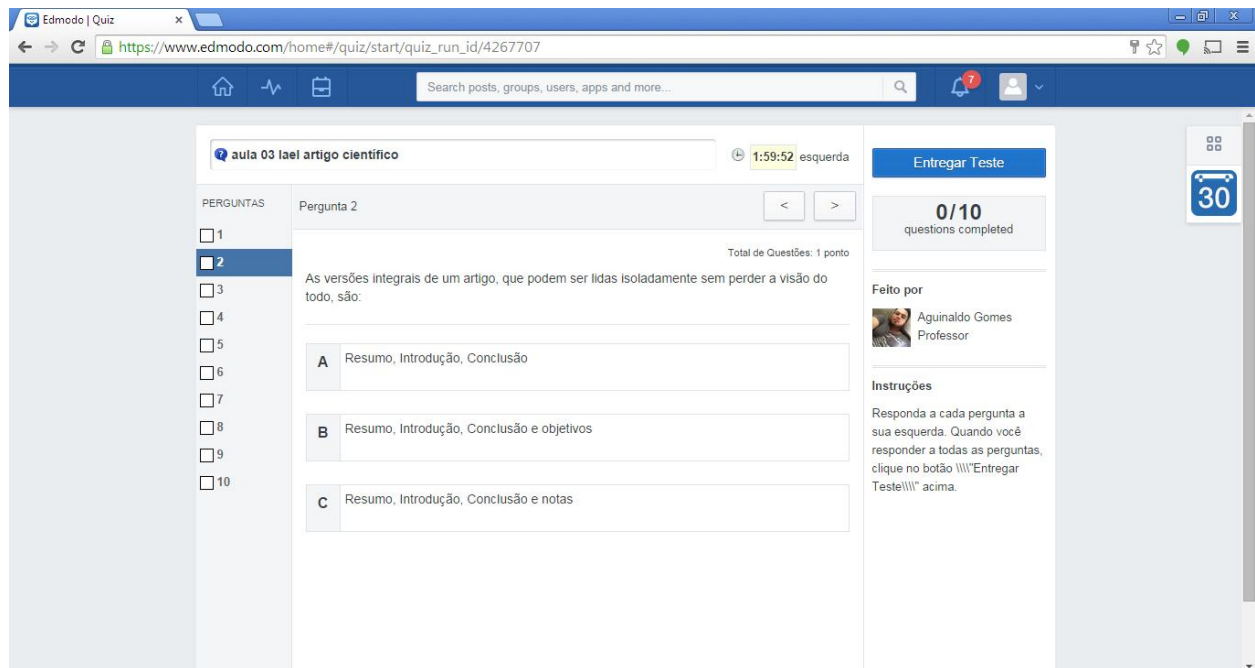 Edmodo | Quiz
https://www.edmodo.com/home#/quiz/start/quiz_run_id/4267707
Search posts, groups, users, apps and more...
7
aula 03 lael artigo científico
1:59:52 esquerda
Entregar Teste
30
PERGUNTAS
Pergunta 2
<
>
0/10
questions completed
1
2
3
4
5
6
7
8
9
10
Total de Questões: 1 ponto
As versões integrais de um artigo, que podem ser lidas isoladamente sem perder a visão do
todo, são:
A Resumo, Introdução, Conclusão
B Resumo, Introdução, Conclusão e objetivos
C Resumo, Introdução, Conclusão e notas
Feito por
Aguinaldo Gomes
Professor
Instruções
Responda a cada pergunta a
sua esquerda. Quando você
responder a todas as perguntas,
clique no botão \\\\"Entregar
Teste\\\\" acima.